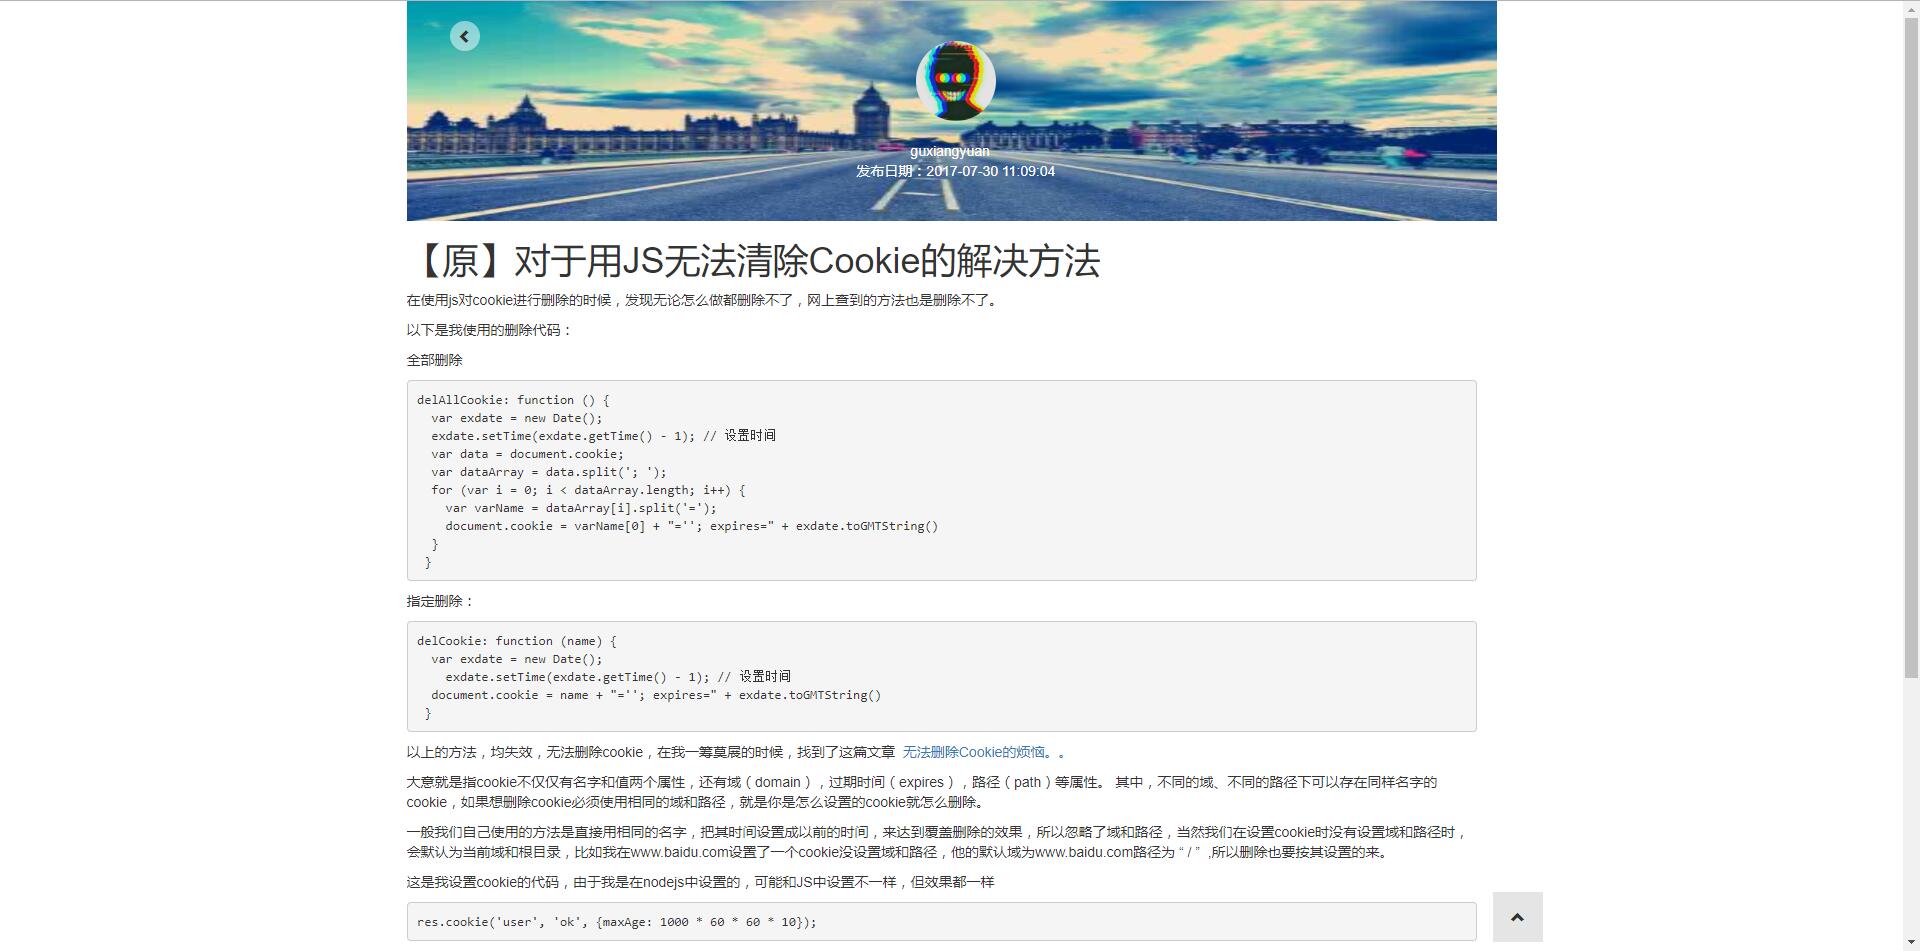 guxiangyuan
发布日期：2017-07-30 11:09:04
【原】对于用JS无法清除Cookie的解决方法
在使用js对cookie进行删除的时候，发现无论怎么做都删除不了，网上查到的方法也是删除不了。
以下是我使用的删除代码：
全部删除
delAllCookie: function () {
var exdate = new Date();
exdate.setTime(exdate.getTime() - 1); // 设置时间
var data = document.cookie;
var dataArray = data.split('; ');
for (var i = 0; i < dataArray.length; i++) {
var varName = dataArray[i].split('=');
document.cookie = varName[0] + "=''; expires=" + exdate.toGMTString()
}
}
指定删除：
delCookie: function (name) {
var exdate = new Date();
exdate.setTime(exdate.getTime() - 1); // 设置时间
document.cookie = name + "=''; expires=" + exdate.toGMTString()
}
以上的方法，均失效，无法删除cookie，在我一筹莫展的时候，找到了这篇文章 无法删除Cookie的烦恼。。
大意就是指cookie不仅仅有名字和值两个属性，还有域（domain），过期时间（expires），路径（path）等属性。 其中，不同的域、不同的路径下可以存在同样名字的
cookie，如果想删除cookie必须使用相同的域和路径，就是你是怎么设置的cookie就怎么删除。
一般我们自己使用的方法是直接用相同的名字，把其时间设置成以前的时间，来达到覆盖删除的效果，所以忽略了域和路径，当然我们在设置cookie时没有设置域和路径时，
会默认为当前域和根目录，比如我在www.baidu.com设置了一个cookie没设置域和路径，他的默认域为www.baidu.com路径为 “ / ” ,所以删除也要按其设置的来。
这是我设置cookie的代码，由于我是在nodejs中设置的，可能和JS中设置不一样，但效果都一样
res.cookie('user', 'ok', {maxAge: 1000 * 60 * 60 * 10});